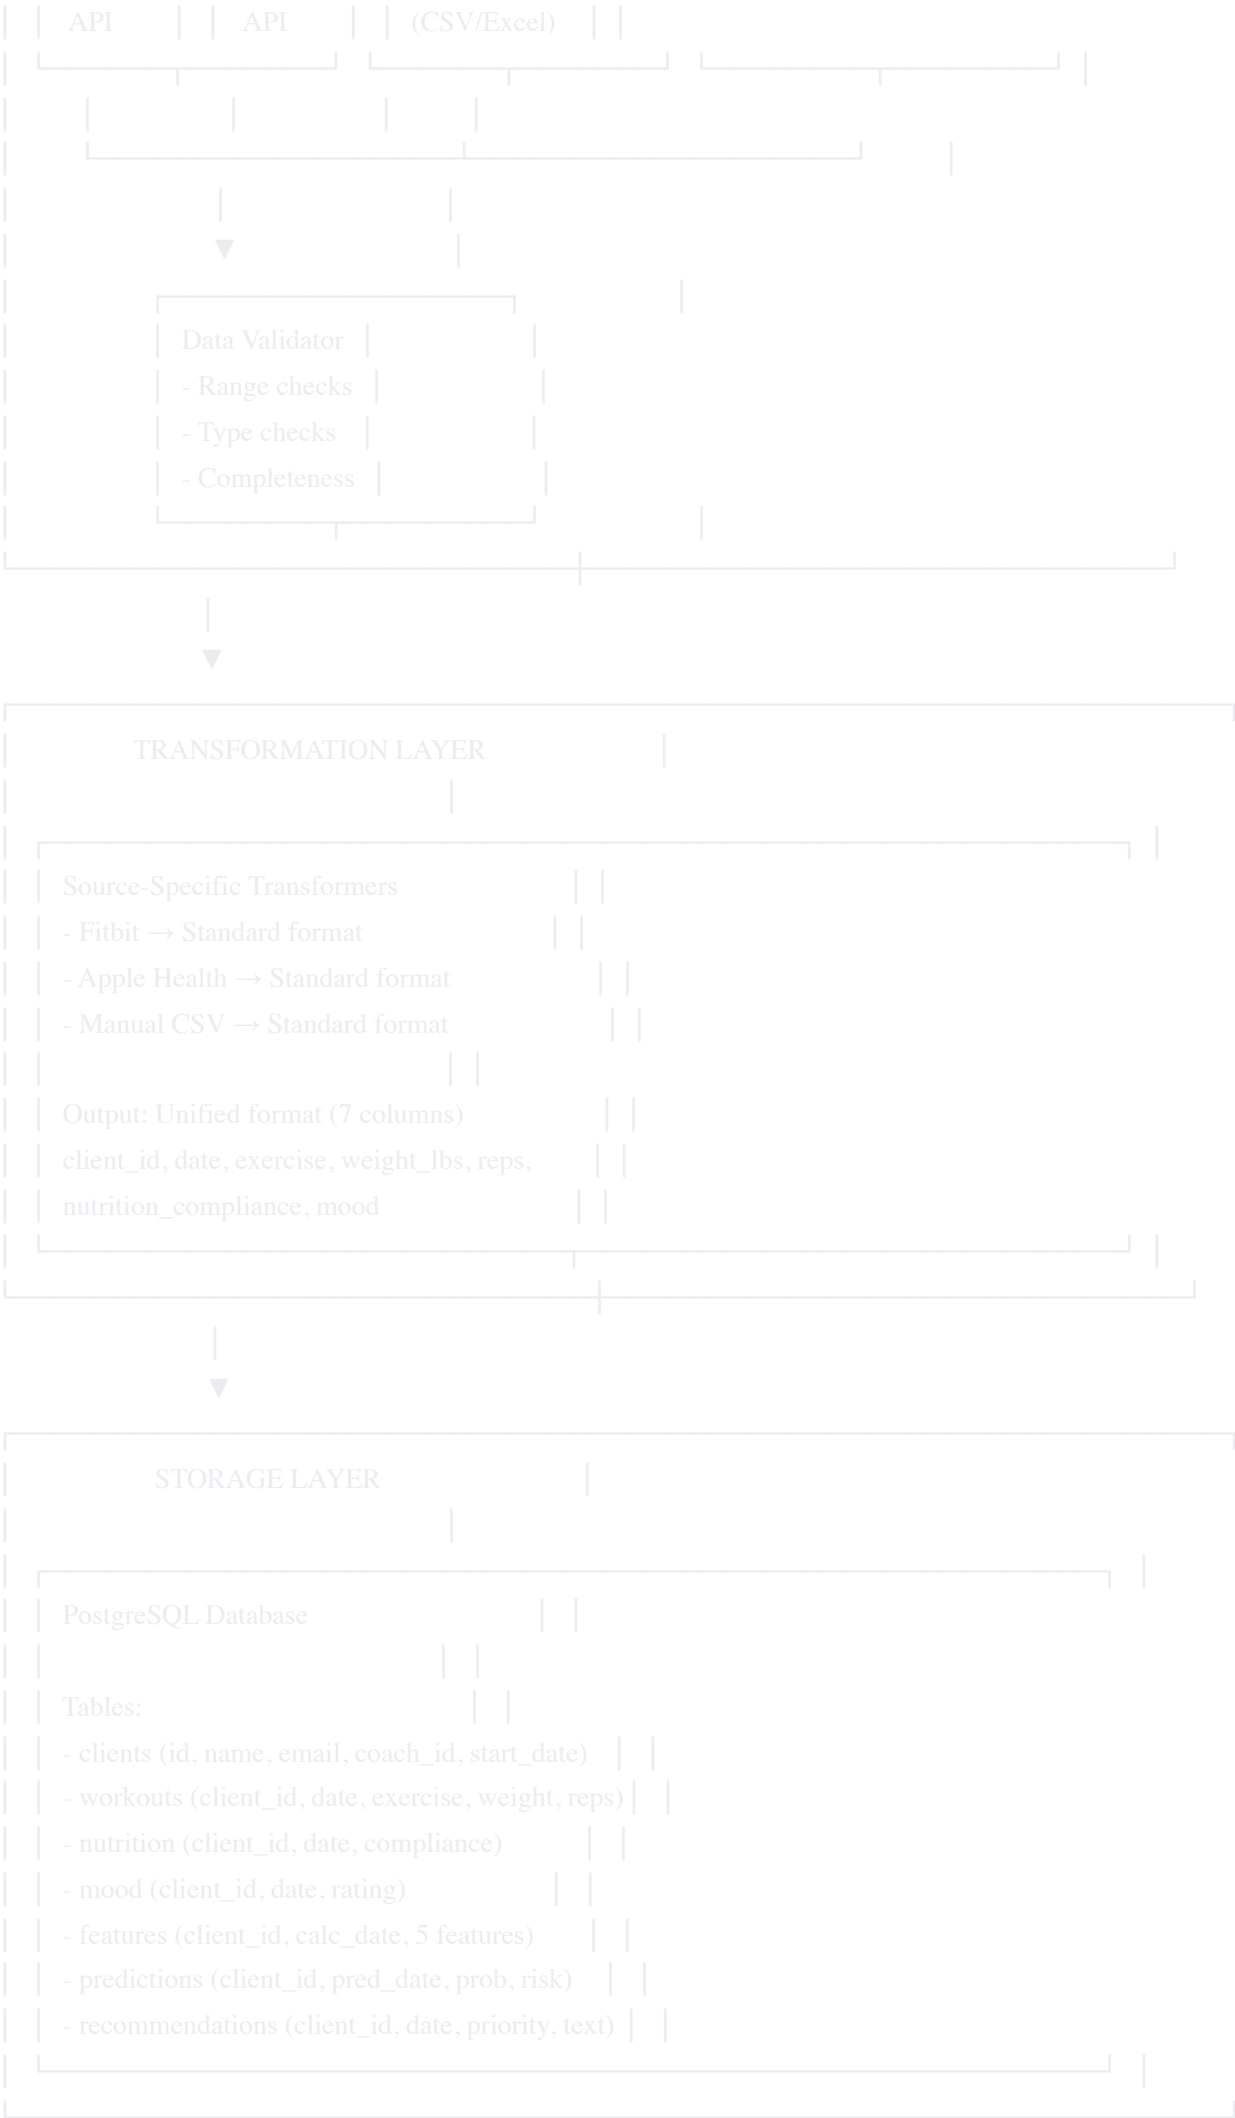 API API (CSV/Excel)
Data Validator
- Range checks
- Type checks
- Completeness
TRANSFORMATION LAYER
Source-Specific Transformers
- Fitbit → Standard format
- Apple Health → Standard format
- Manual CSV → Standard format
Output: Unified format (7 columns)
client_id, date, exercise, weight_lbs, reps,
nutrition_compliance, mood
STORAGE LAYER
PostgreSQL Database
Tables:
- clients (id, name, email, coach_id, start_date)
- workouts (client_id, date, exercise, weight, reps)
- nutrition (client_id, date, compliance)
- mood (client_id, date, rating)
- features (client_id, calc_date, 5 features)
- predictions (client_id, pred_date, prob, risk)
- recommendations (client_id, date, priority, text)